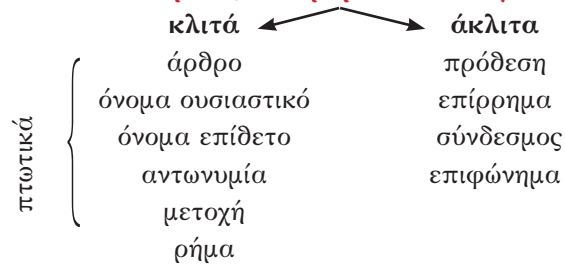 κλιτά άκλιτα
άρθρο πρόθεση
όνομα ουσιαστικό επίρρημα
όνομα επίθετο σύνδεσμος
αντωνυμία επιφώνημα
μετοχή
ρήμα
πτωτικά